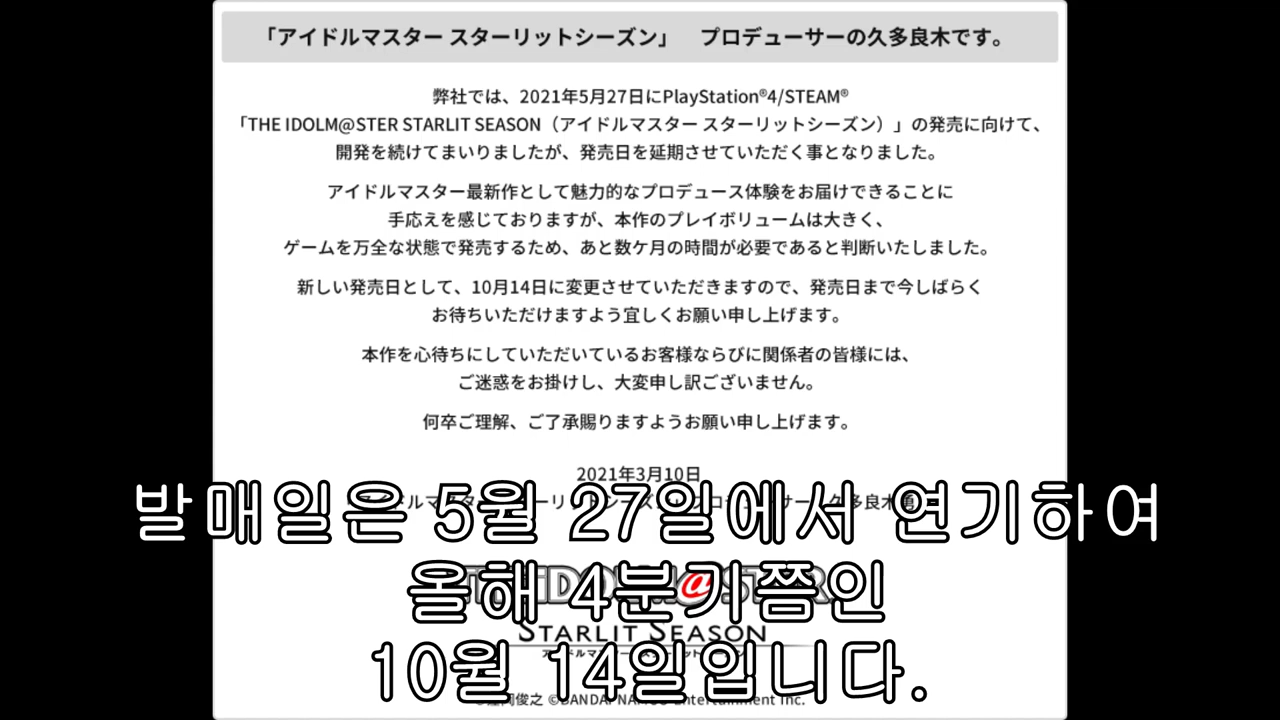 「アイドルマスター スターリットシーズン」　プロデューサーの久多良木です。
弊社では、2021年5月27日にPlayStation®4/STEAM®
「THE IDOLM@STER STARLIT SEASON（アイドルマスター スターリットシーズン）」の発売に向けて、
開発を続けてまいりましたが、発売日を延期させていただく事となりました。
アイドルマスター最新作として魅力的なプロデュース体験をお届けできることに
手応えを感じておりますが、本作のプレイボリュームは大きく、
ゲームを万全な状態で発売するため、あと数ケ月の時間が必要であると判断いたしました。
新しい発売日として、10月14日に変更させていただきますので、発売日まで今しばらく
お待ちいただけますよう宜しくお願い申し上げます。
本作を心待ちにしていただいているお客様ならびに関係者の皆様には、
ご迷惑をお掛けし、大変申し訳ございません。
何卒ご理解、ご了承賜りますようお願い申し上げます。
2021年3月10日
발매일은 5월 27일에서 연기하여
올해 4분기쯤인
STARLIT SEASON
10월 14일입니다.
Entertainment Inc.